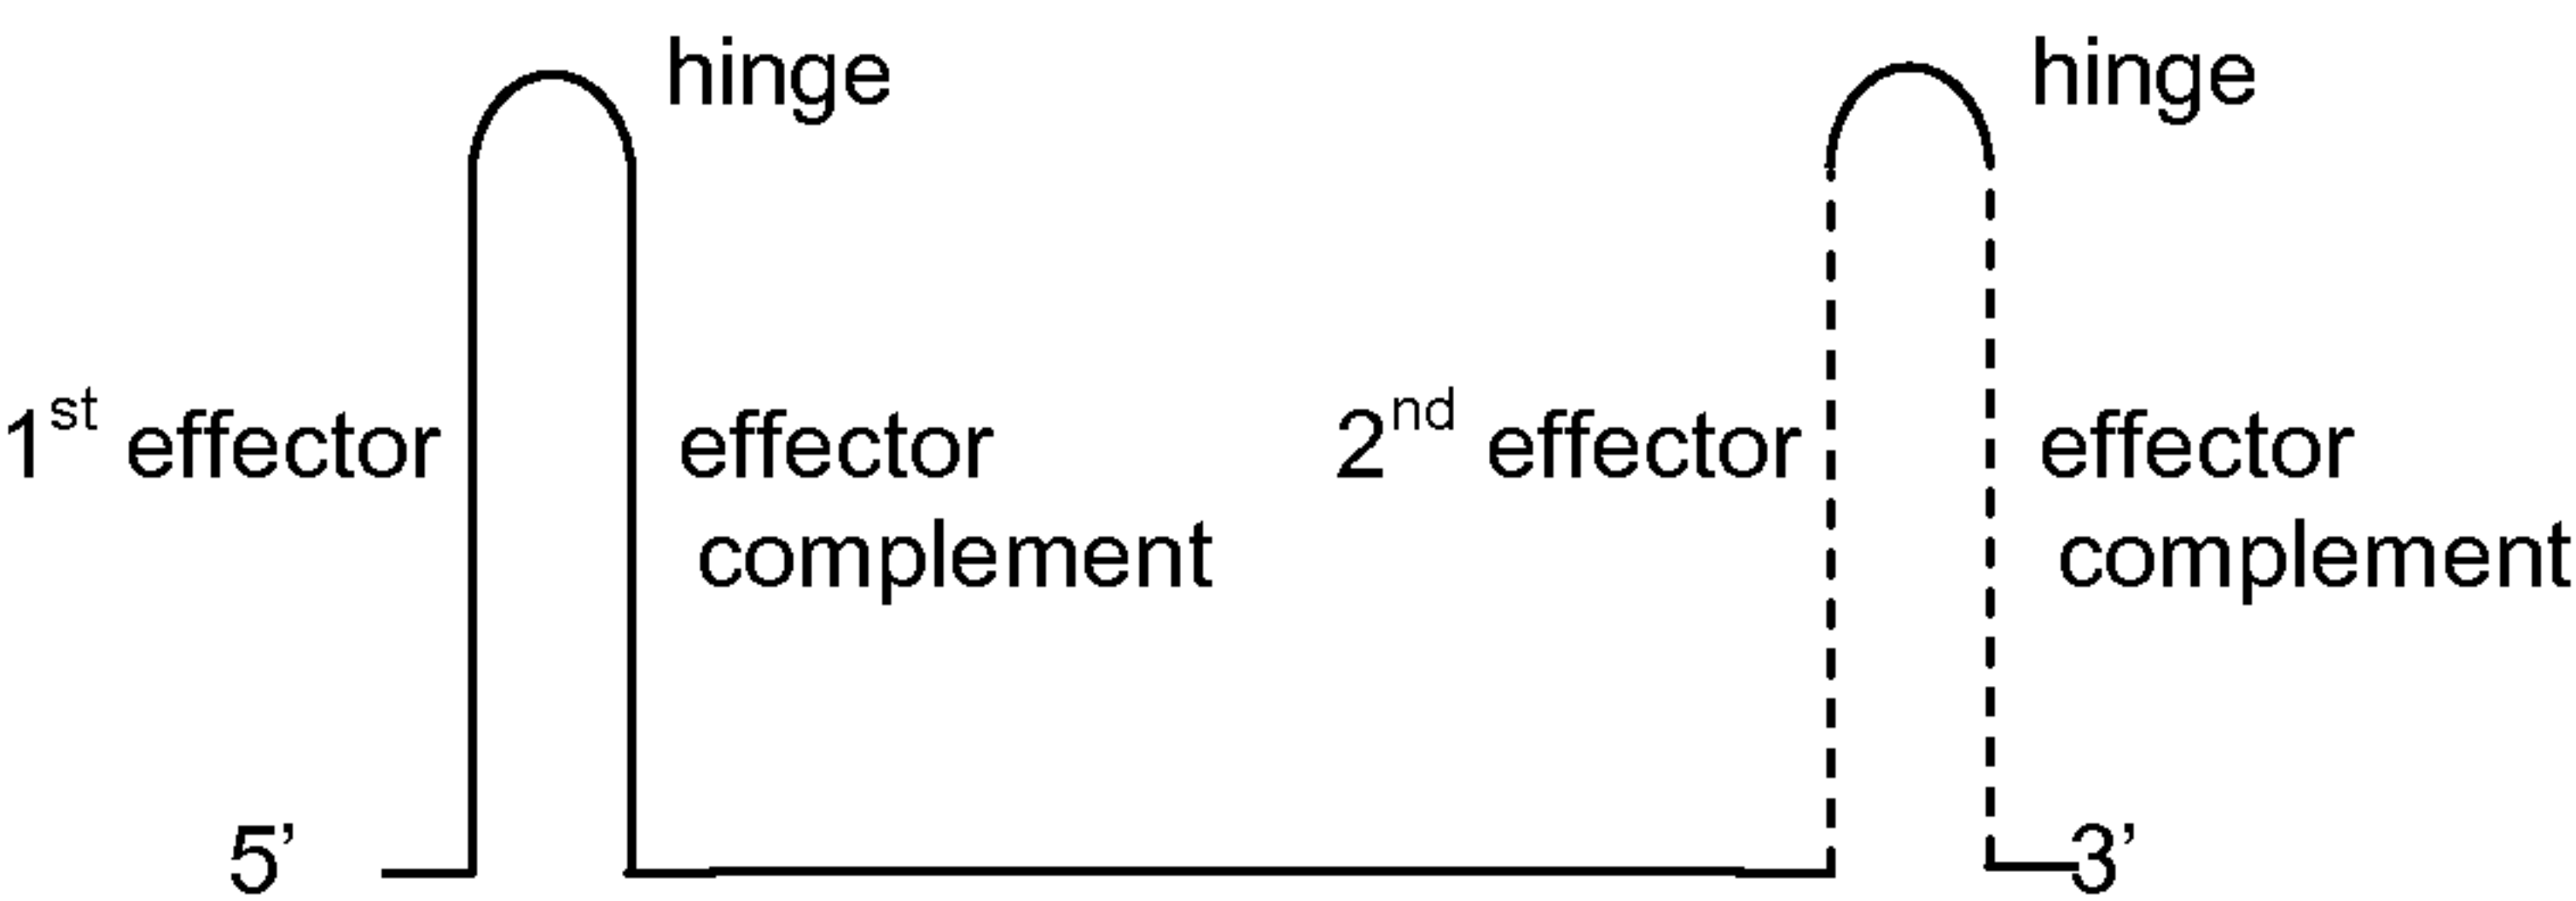 hinge
hinge
1st effector
effector
complement
2nd effector
effector
complement
5’
3’